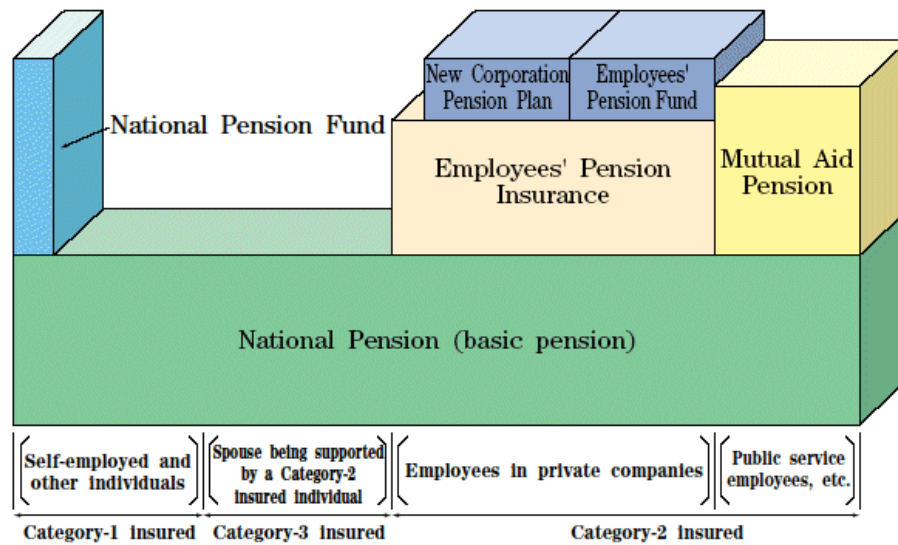 New Corporation
Pension Plan
Employees'
Pension Fund
National Pension Fund
Employees' Pension
Insurance
Mutual Aid
Pension
National Pension (basic pension)
Self-employed and
other individuals
Spouse being supported
by a Category-2
insured individual
Employees in private companies
Public service
employees, etc.
Category-1 insured
Category-3 insured
Category-2 insured